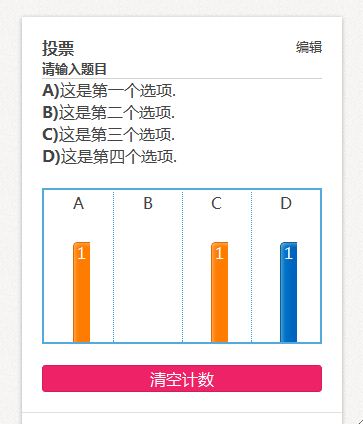 投票 编辑
请输入题目
A)这是第一个选项.
B)这是第二个选项.
C)这是第三个选项.
D)这是第四个选项.
A B C D
1 1 1
清空计数